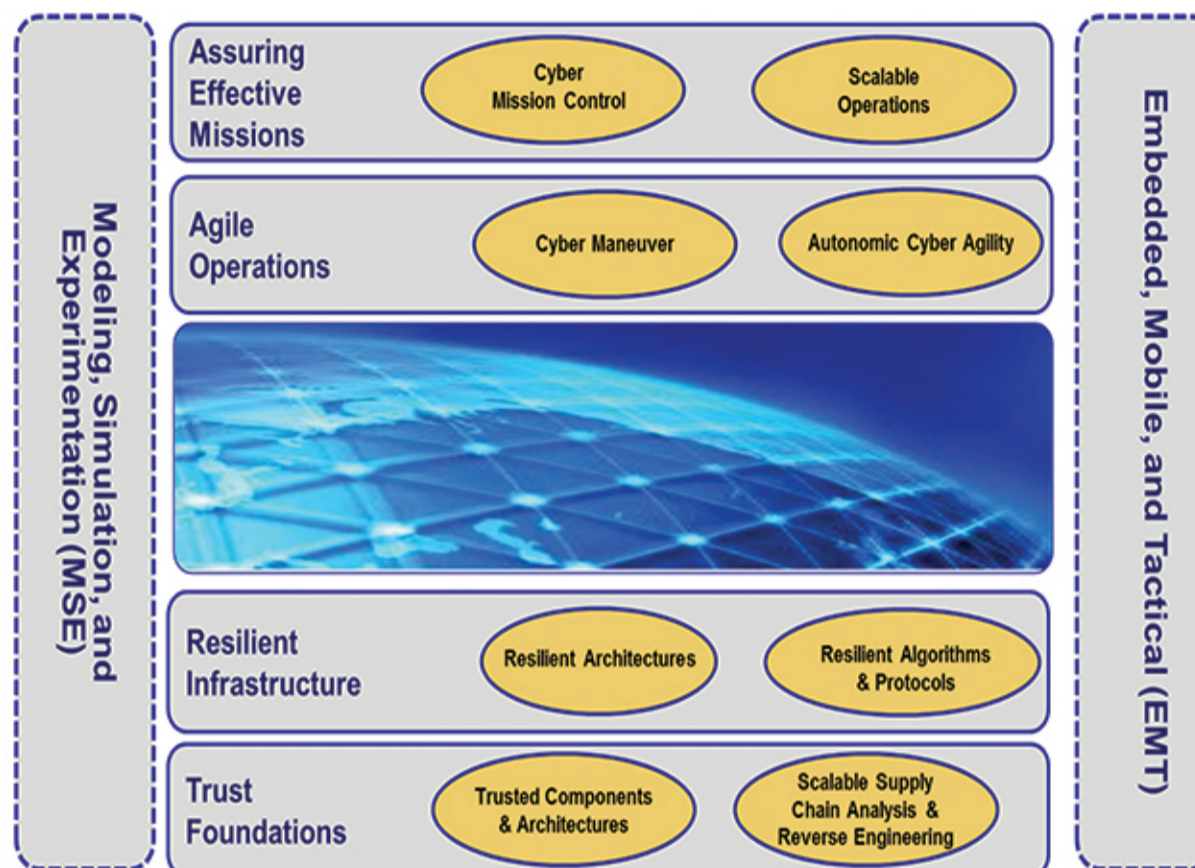 Modeling, Simulation, and
Experimentation (MSE)
Assuring
Effective
Missions
Cyber
Mission Control
Scalable
Operations
Agile
Operations
Cyber Maneuver
Autonomic Cyber Agility
Resilient
Infrastructure
Resilient Architectures
Resilient Algorithms
& Protocols
Trust
Foundations
Trusted Components
& Architectures
Scalable Supply
Chain Analysis &
Reverse Engineering
Embedded, Mobile, and Tactical (EMT)